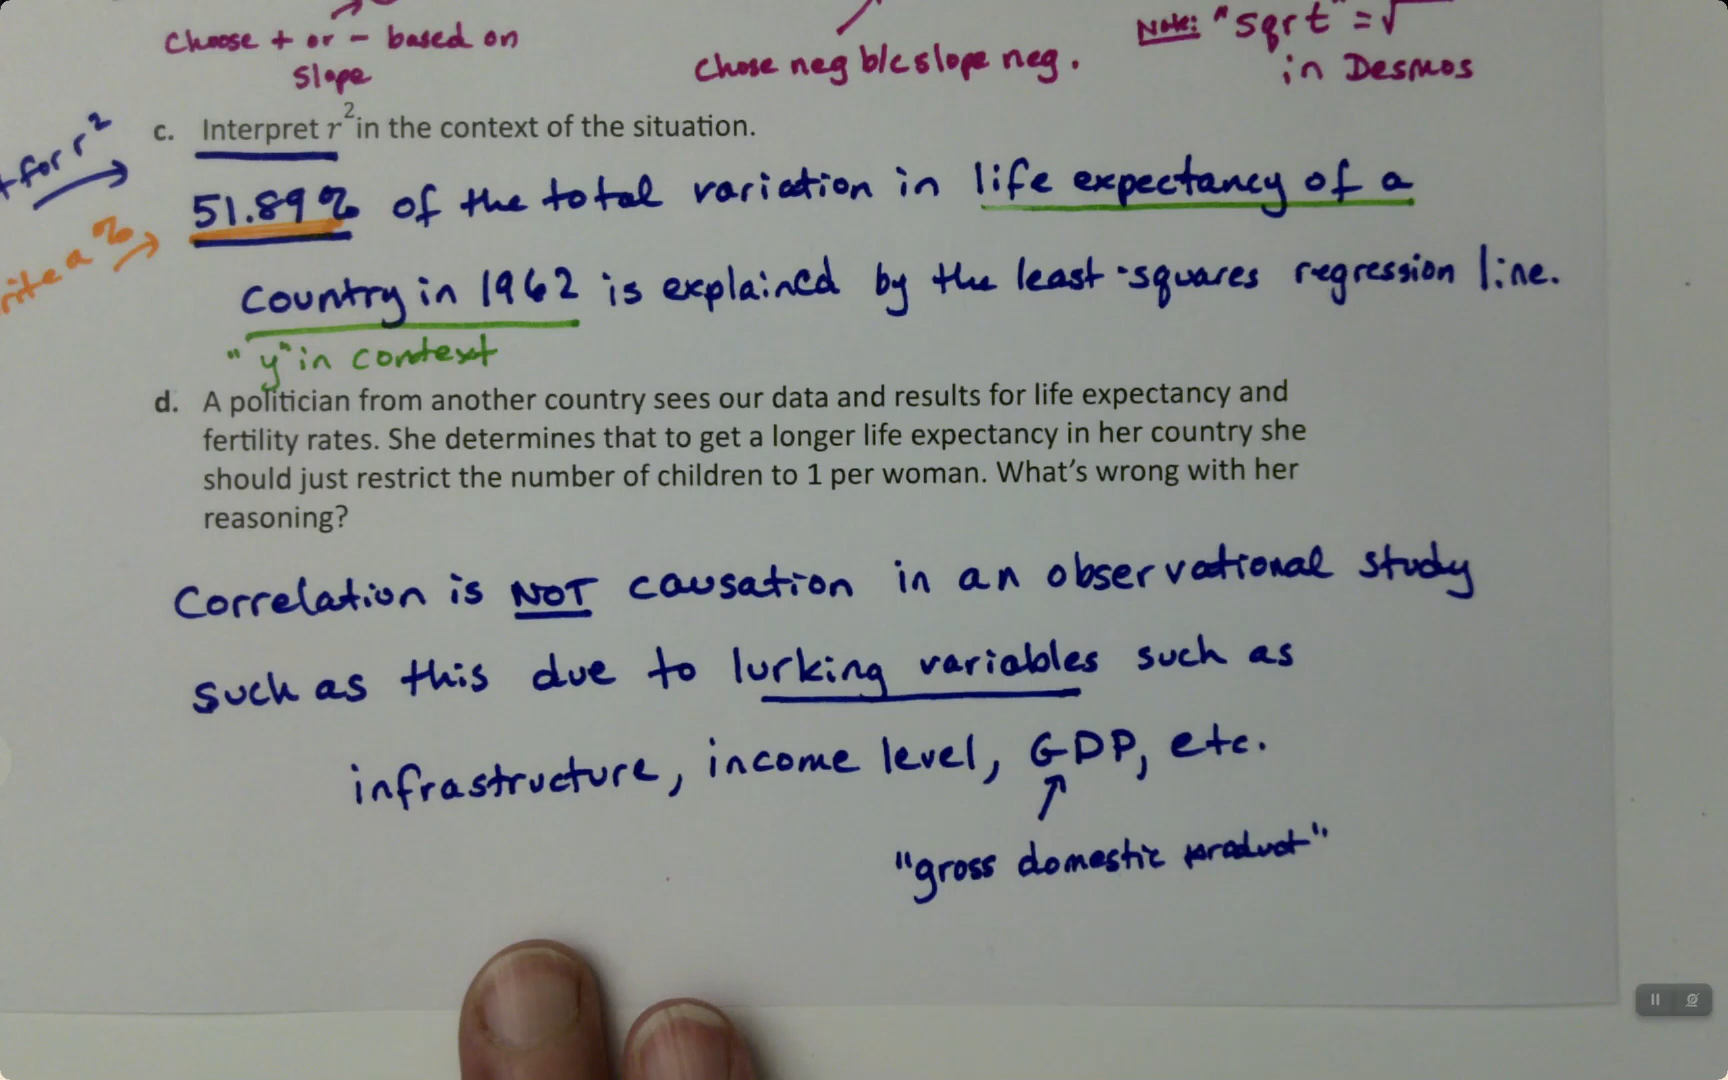 Choose + or - based on
slope
Chose neg b/c slope neg.
Note: "sqrt" = √
in Desmos
for r²
c. Interpret r² in the context of the situation.
51.89% of the total variation in life expectancy of a
write a %
Country in 1962 is explained by the least-squares regression line.
"y" in context
d. A politician from another country sees our data and results for life expectancy and
fertility rates. She determines that to get a longer life expectancy in her country she
should just restrict the number of children to 1 per woman. What's wrong with her
reasoning?
Correlation is NOT causation in an observational study
such as this due to lurking variables such as
infrastructure, income level, GDP, etc.
"gross domestic product"